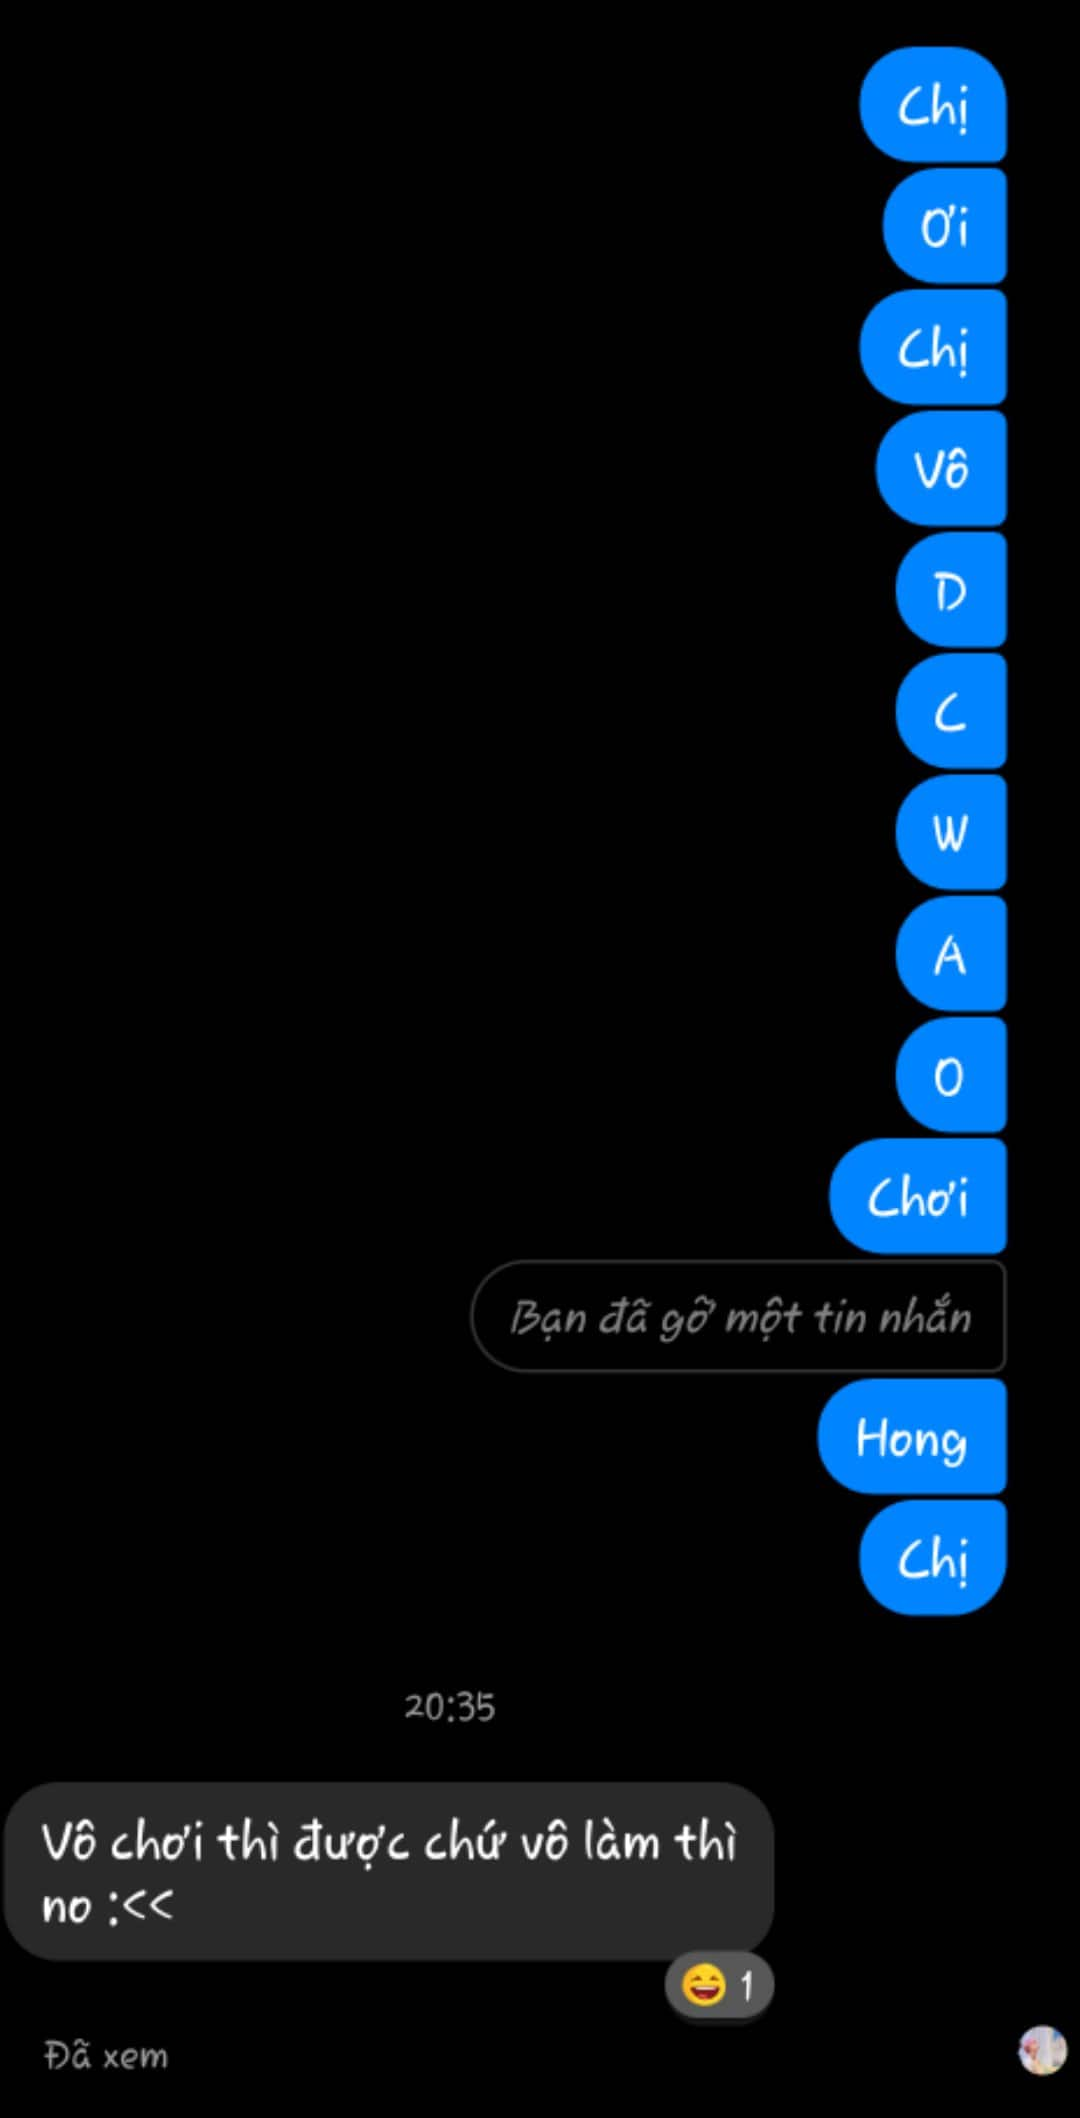 Chị
Ơi
Chị
Vô
D
C
W
A
O
Chơi
Bạn đã gỡ một tin nhắn
Hong
Chị
20:35
Vô chơi thì được chứ vô làm thì
no :<<
😄 1
Đã xem